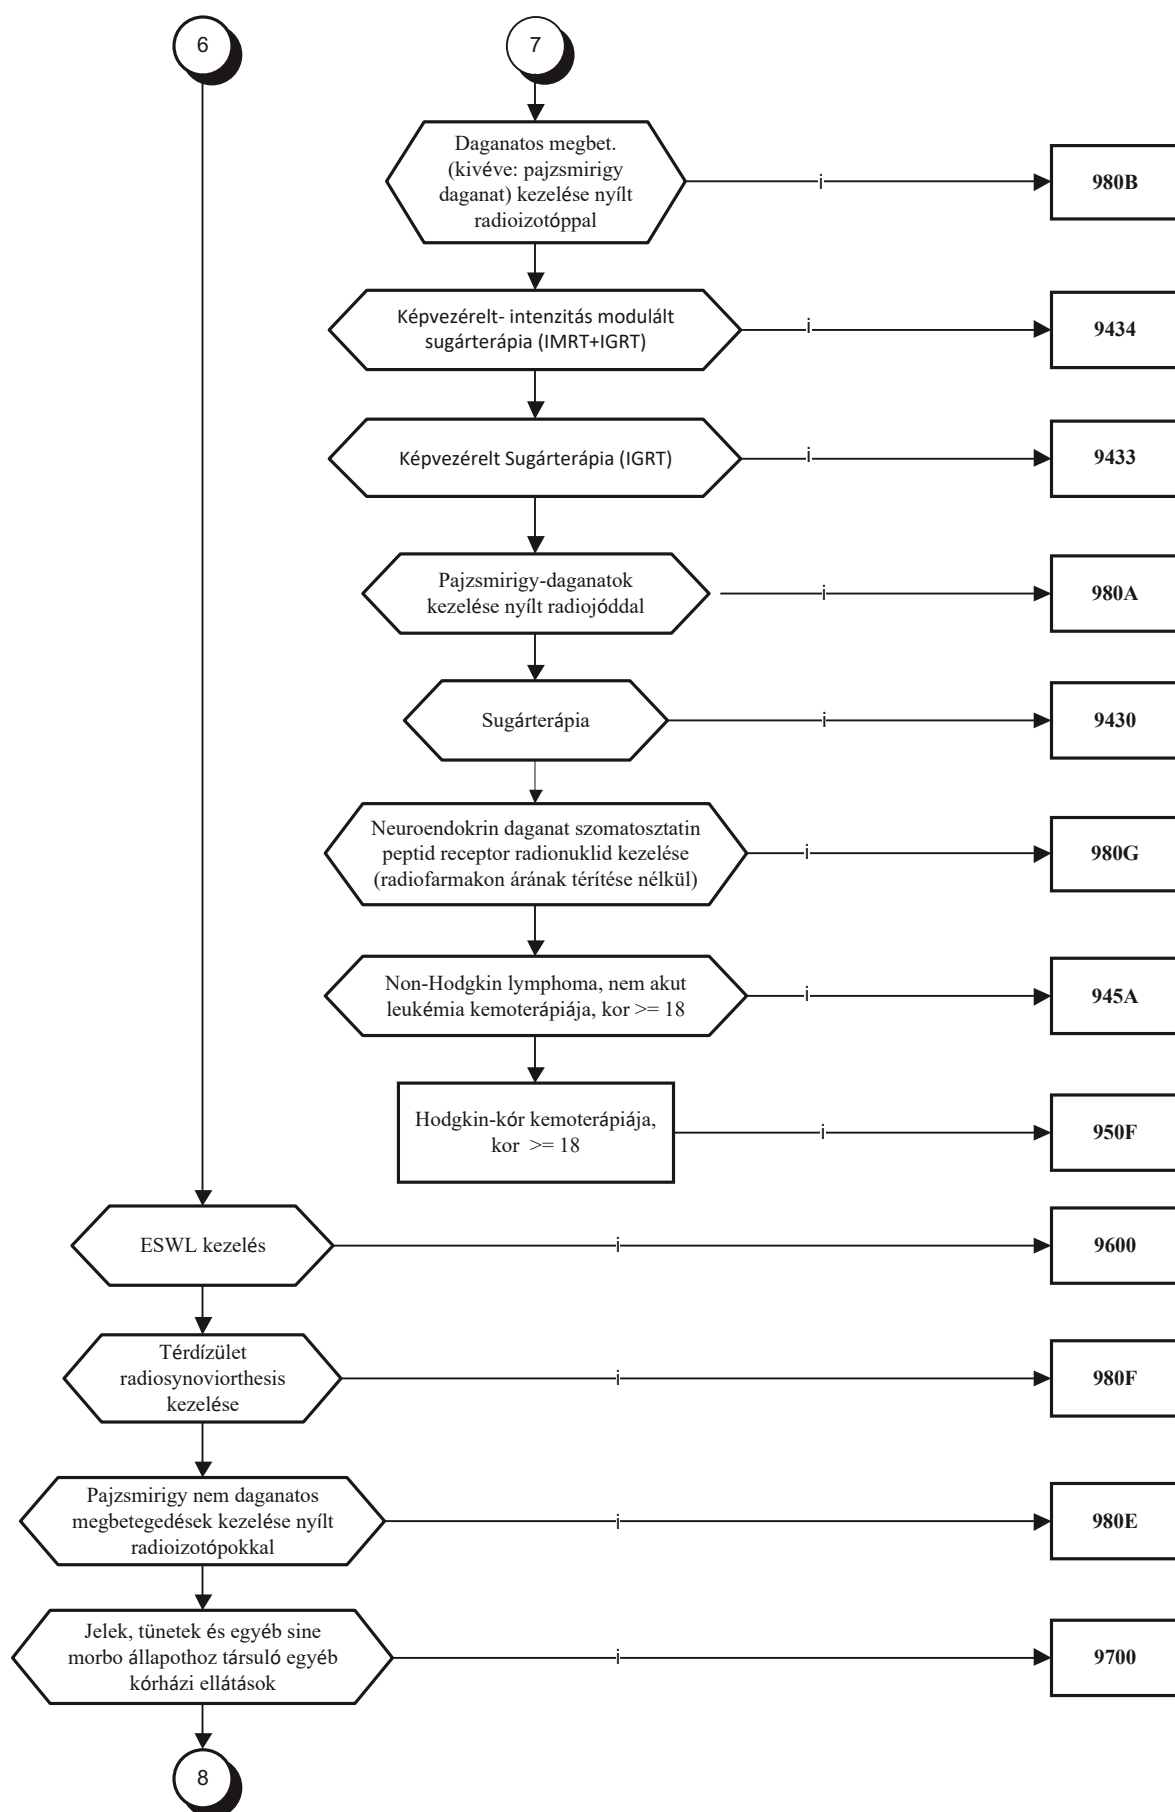 6
7
Daganatos megbet.
(kivéve: pajzsmirigy
daganat) kezelése nyílt
radioizotóppal
i
980B
Képvezérelt- intenzitás modulált
sugárterápia (IMRT+IGRT)
i
9434
Képvezérelt Sugárterápia (IGRT)
i
9433
Pajzsmirigy-daganatok
kezelése nyílt radiojóddal
i
980A
Sugárterápia
i
9430
Neuroendokrin daganat szomatosztatin
peptid receptor radionuklid kezelése
(radiofarmakon árának térítése nélkül)
i
980G
Non-Hodgkin lymphoma, nem akut
leukémia kemoterápiája, kor >= 18
i
945A
Hodgkin-kór kemoterápiája,
kor >= 18
i
950F
ESWL kezelés
i
9600
Térdízület
radiosynoviorthesis
kezelése
i
980F
Pajzsmirigy nem daganatos
megbetegedések kezelése nyílt
radioizotópokkal
i
980E
Jelek, tünetek és egyéb sine
morbo állapothoz társuló egyéb
kórházi ellátások
i
9700
8